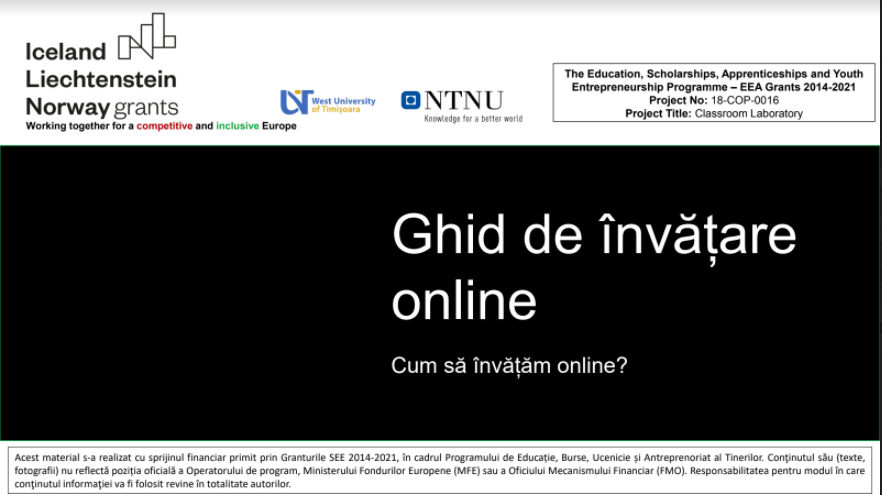 Iceland
Liechtenstein
Norway grants
Working together for a competitive and inclusive Europe
West University
of Timișoara
NTNU
Knowledge for a better world
The Education, Scholarships, Apprenticeships and Youth
Entrepreneurship Programme – EEA Grants 2014-2021
Project No: 18-COP-0016
Project Title: Classroom Laboratory
Ghid de învățare
online
Cum să învățăm online?
Acest material s-a realizat cu sprijinul financiar primit prin Granturile SEE 2014-2021, în cadrul Programului de Educație, Burse, Ucenicie și Antreprenoriat al Tinerilor. Conţinutul său (texte,
fotografii) nu reflectă poziția oficială a Operatorului de program, Ministerului Fondurilor Europene (MFE) sau a Oficiului Mecanismului Financiar (FMO). Responsabilitatea pentru modul în care
conţinutul informaţiei va fi folosit revine în totalitate autorilor.